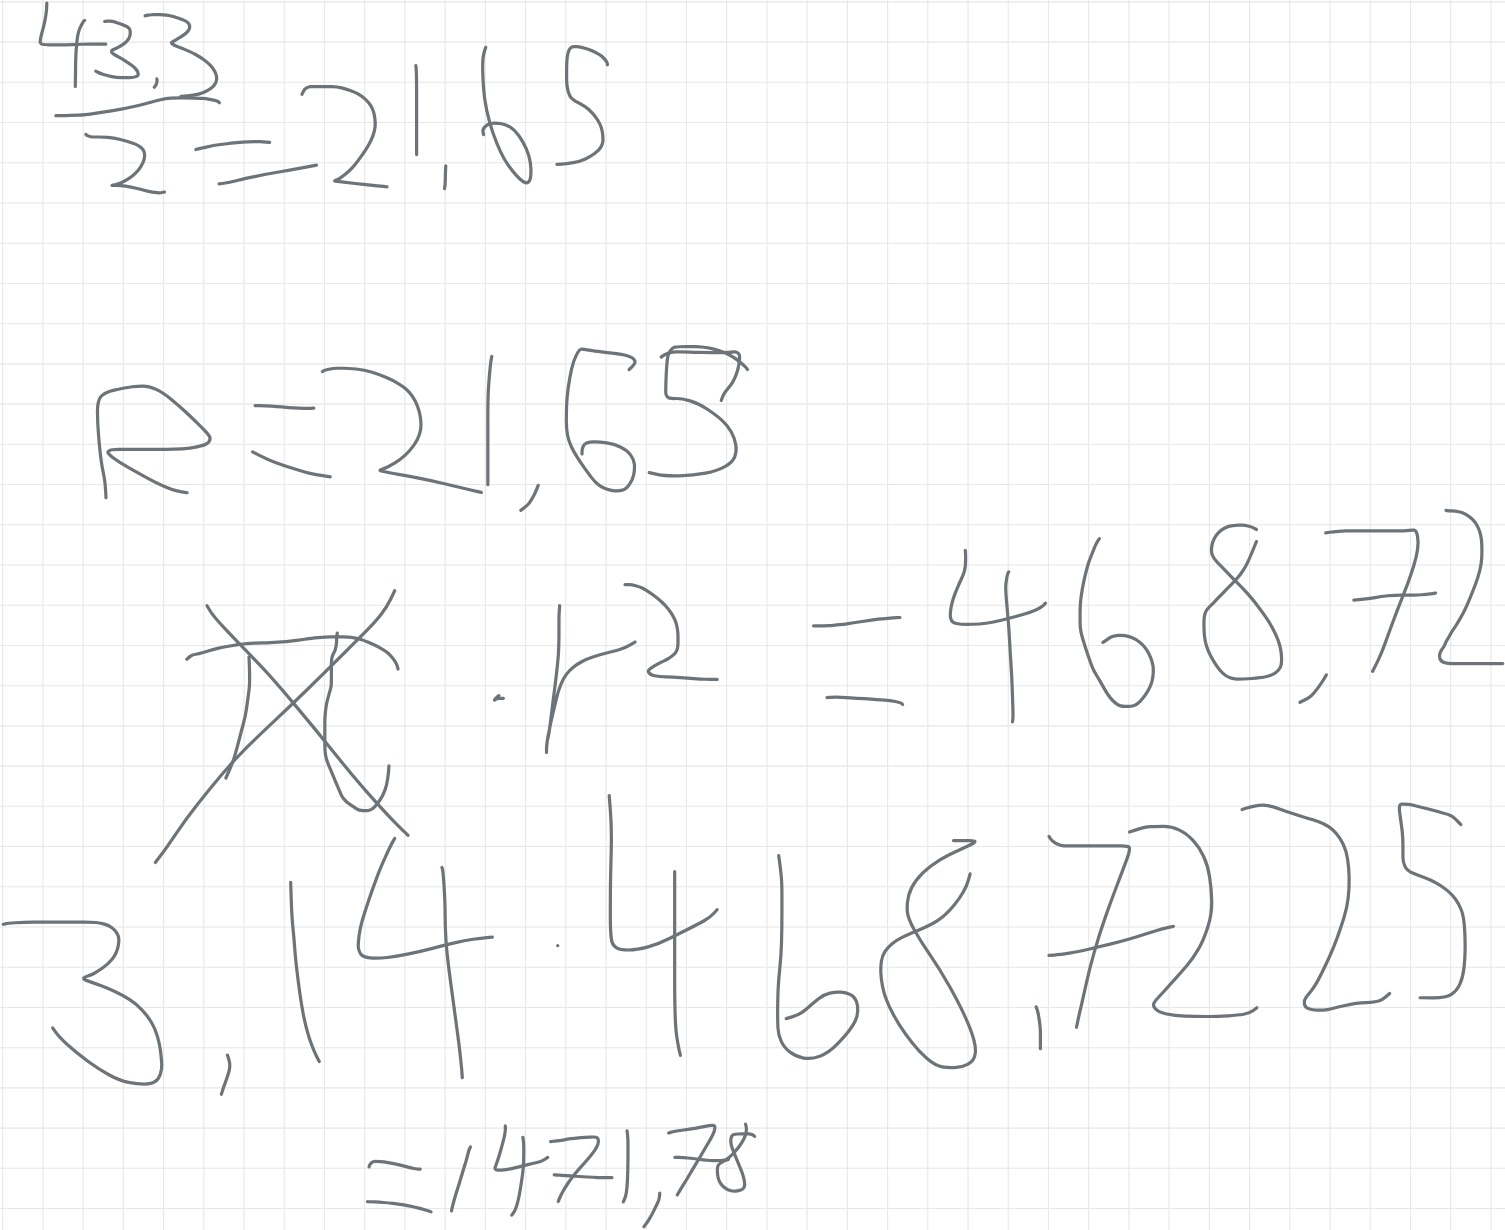 43,3
2 = 21,65
R = 21,65
π · r² = 468,72
3,14 · 468,7225
= 1471,78